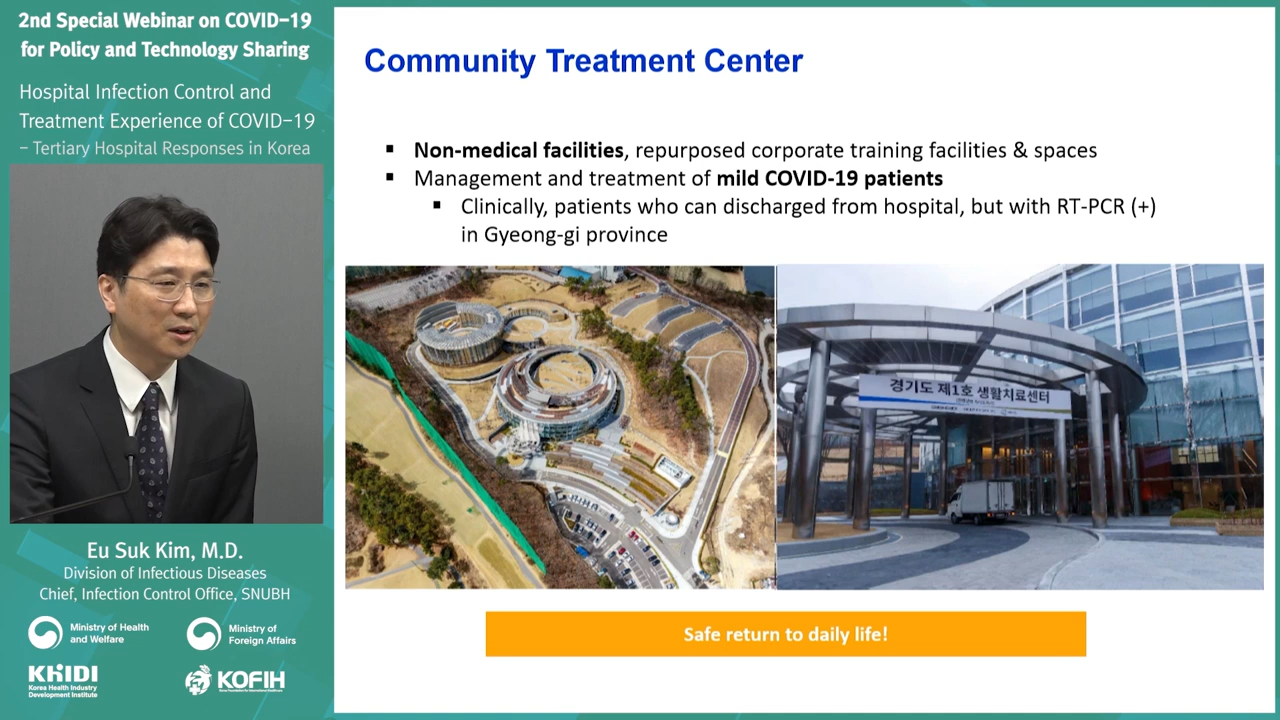 2nd Special Webinar on COVID-19
for Policy and Technology Sharing
Hospital Infection Control and
Treatment Experience of COVID-19
– Tertiary Hospital Responses in Korea
Eu Suk Kim, M.D.
Division of Infectious Diseases
Chief, Infection Control Office, SNUBH
Ministry of Health
and Welfare
Ministry of
Foreign Affairs
KHIDI
Korea Health Industry
Development Institute
KOFIH
Korea Foundation for International Healthcare
Community Treatment Center
▪ Non-medical facilities, repurposed corporate training facilities & spaces
▪ Management and treatment of mild COVID-19 patients
▪ Clinically, patients who can discharged from hospital, but with RT-PCR (+)
in Gyeong-gi province
경기도 제1호 생활치료센터
Safe return to daily life!